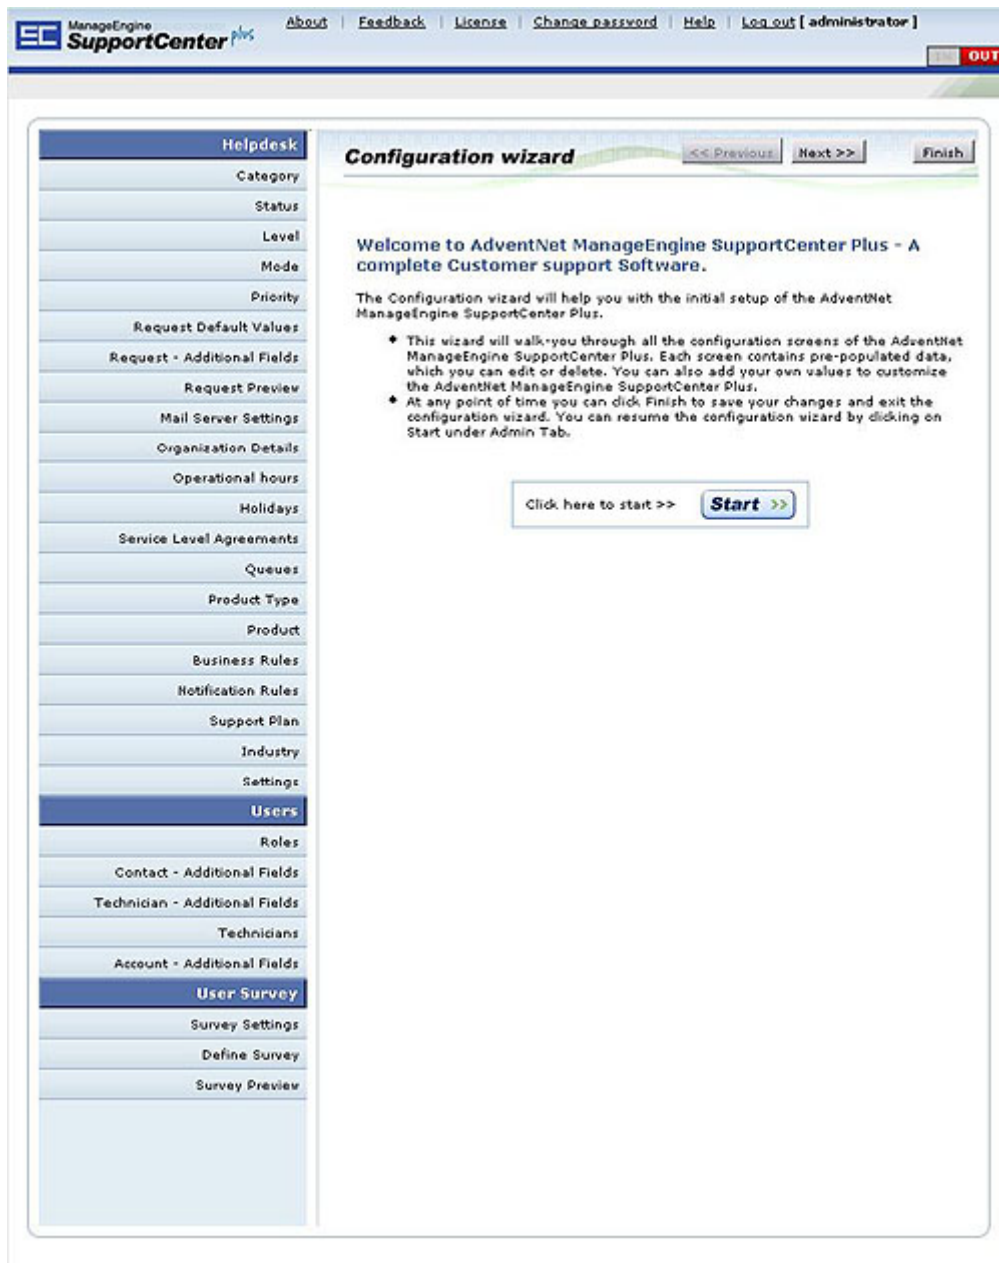 ManageEngine
SupportCenter plus
About | Feedback | License | Change password | Help | Log out [ administrator ]
IN OUT
Helpdesk
Category
Status
Level
Mode
Priority
Request Default Values
Request - Additional Fields
Request Preview
Mail Server Settings
Organization Details
Operational hours
Holidays
Service Level Agreements
Queues
Product Type
Product
Business Rules
Notification Rules
Support Plan
Industry
Settings
Users
Roles
Contact - Additional Fields
Technician - Additional Fields
Technicians
Account - Additional Fields
User Survey
Survey Settings
Define Survey
Survey Preview
Configuration wizard
<< Previous Next >> Finish
Welcome to AdventNet ManageEngine SupportCenter Plus - A
complete Customer support Software.
The Configuration wizard will help you with the initial setup of the AdventNet
ManageEngine SupportCenter Plus.
This wizard will walk-you through all the configuration screens of the AdventNet
ManageEngine SupportCenter Plus. Each screen contains pre-populated data,
which you can edit or delete. You can also add your own values to customize
the AdventNet ManageEngine SupportCenter Plus.
At any point of time you can click Finish to save your changes and exit the
configuration wizard. You can resume the configuration wizard by clicking on
Start under Admin Tab.
Click here to start >> Start >>